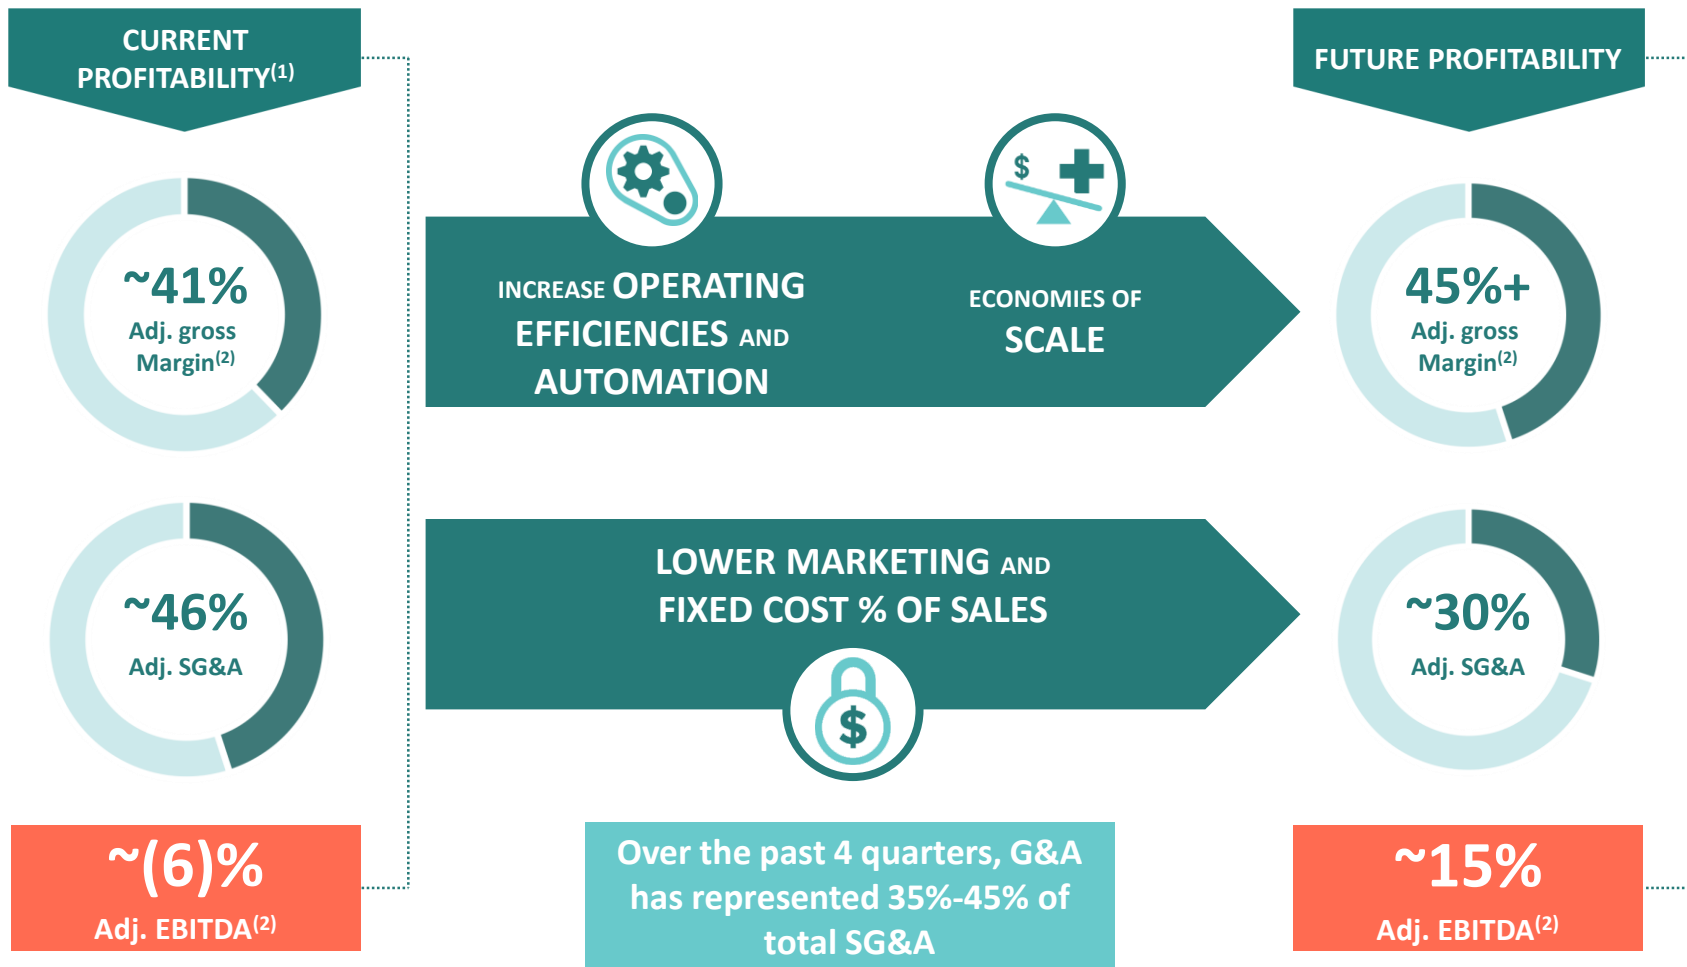 CURRENT
PROFITABILITY(1)
FUTURE PROFITABILITY
~41%
Adj. gross
Margin(2)
$
INCREASE OPERATING
EFFICIENCIES AND
AUTOMATION
ECONOMIES OF
SCALE
45%+
Adj. gross
Margin(2)
~46%
Adj. SG&A
LOWER MARKETING AND
FIXED COST % OF SALES
$
~30%
Adj. SG&A
~(6)%
Adj. EBITDA(2)
Over the past 4 quarters, G&A
has represented 35%-45% of
total SG&A
~15%
Adj. EBITDA(2)